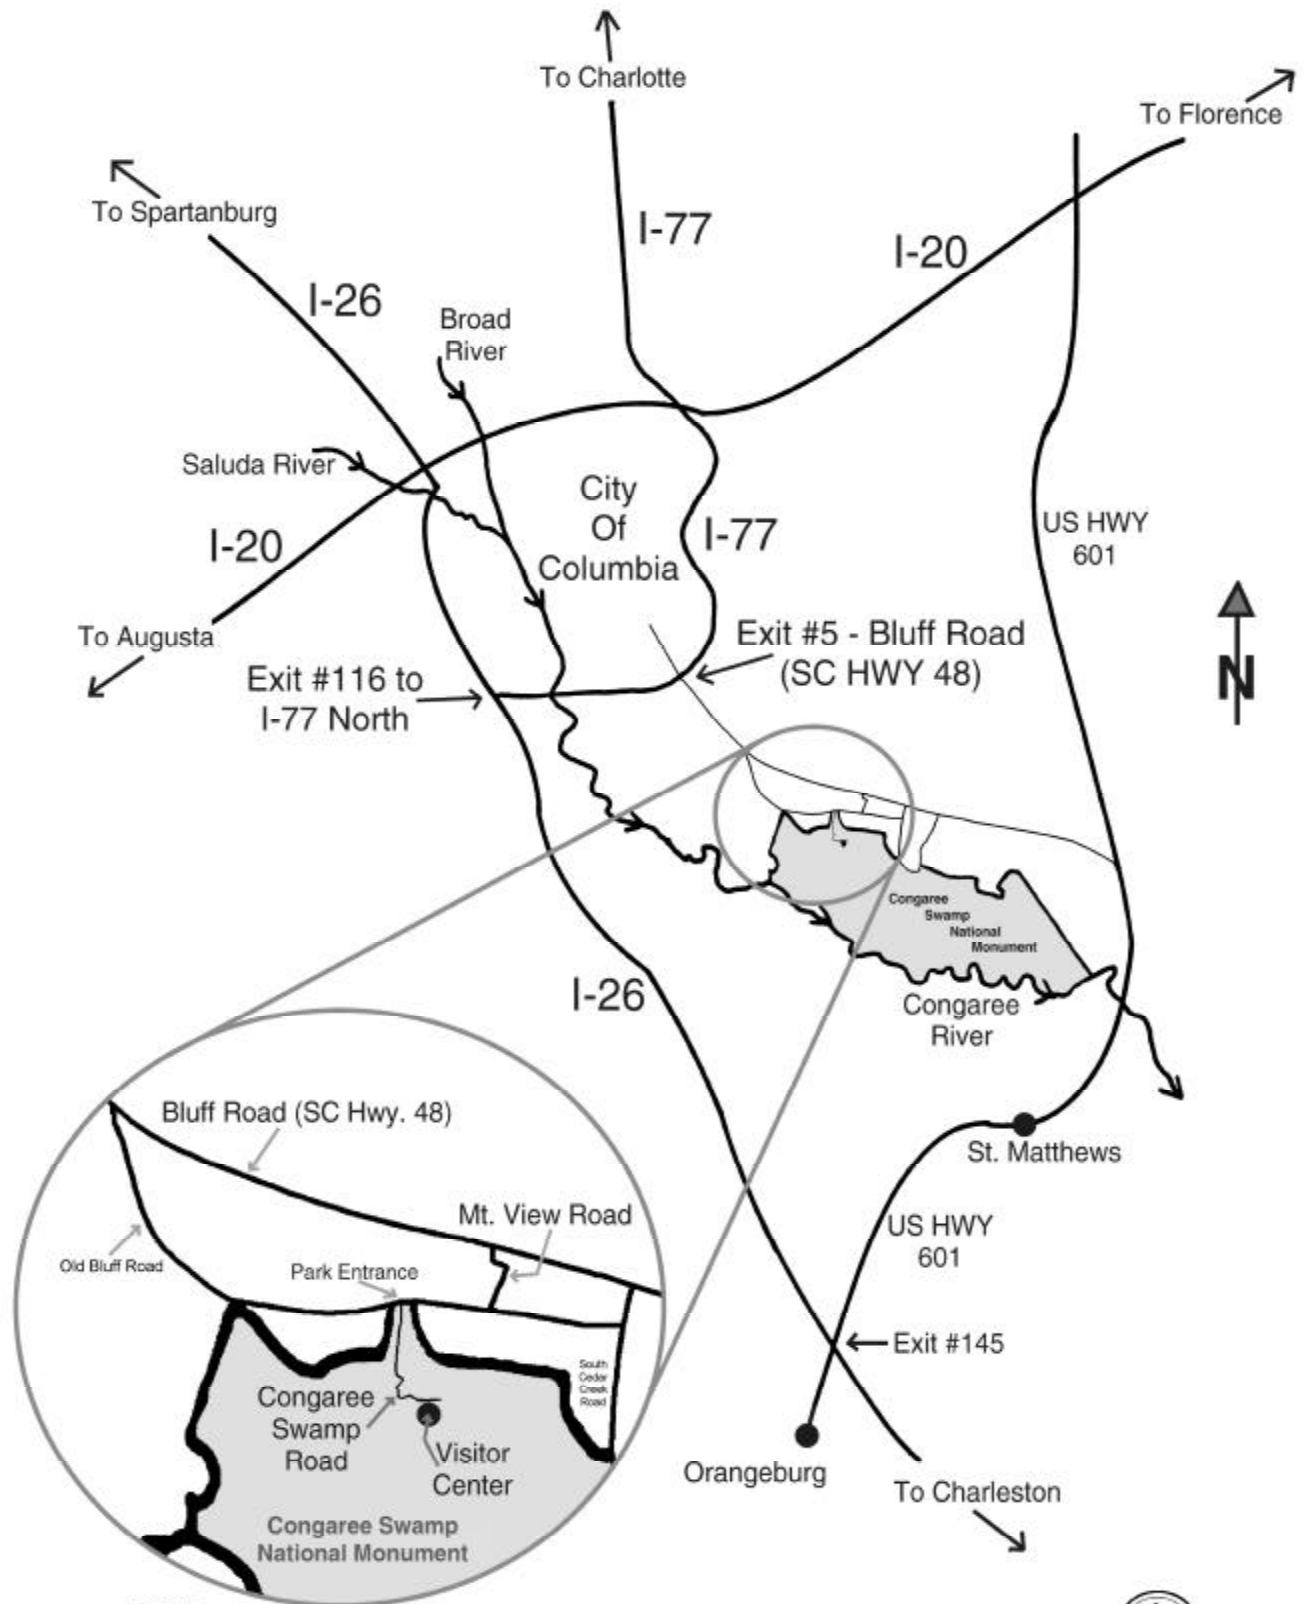 To Charlotte
To Florence
To Spartanburg
I-77
I-20
I-26
Broad
River
Saluda River
City
Of
Columbia
I-77
US HWY
601
I-20
To Augusta
Exit #5 - Bluff Road
(SC HWY 48)
Exit #116 to
I-77 North
N
Congaree
Swamp
National
Monument
I-26
Congaree
River
Bluff Road (SC Hwy. 48)
St. Matthews
Mt. View Road
US HWY
601
Old Bluff Road
Park Entrance
Exit #145
South
Cedar
Creek
Road
Congaree
Swamp
Road
Visitor
Center
Orangeburg
To Charleston
Congaree Swamp
National Monument